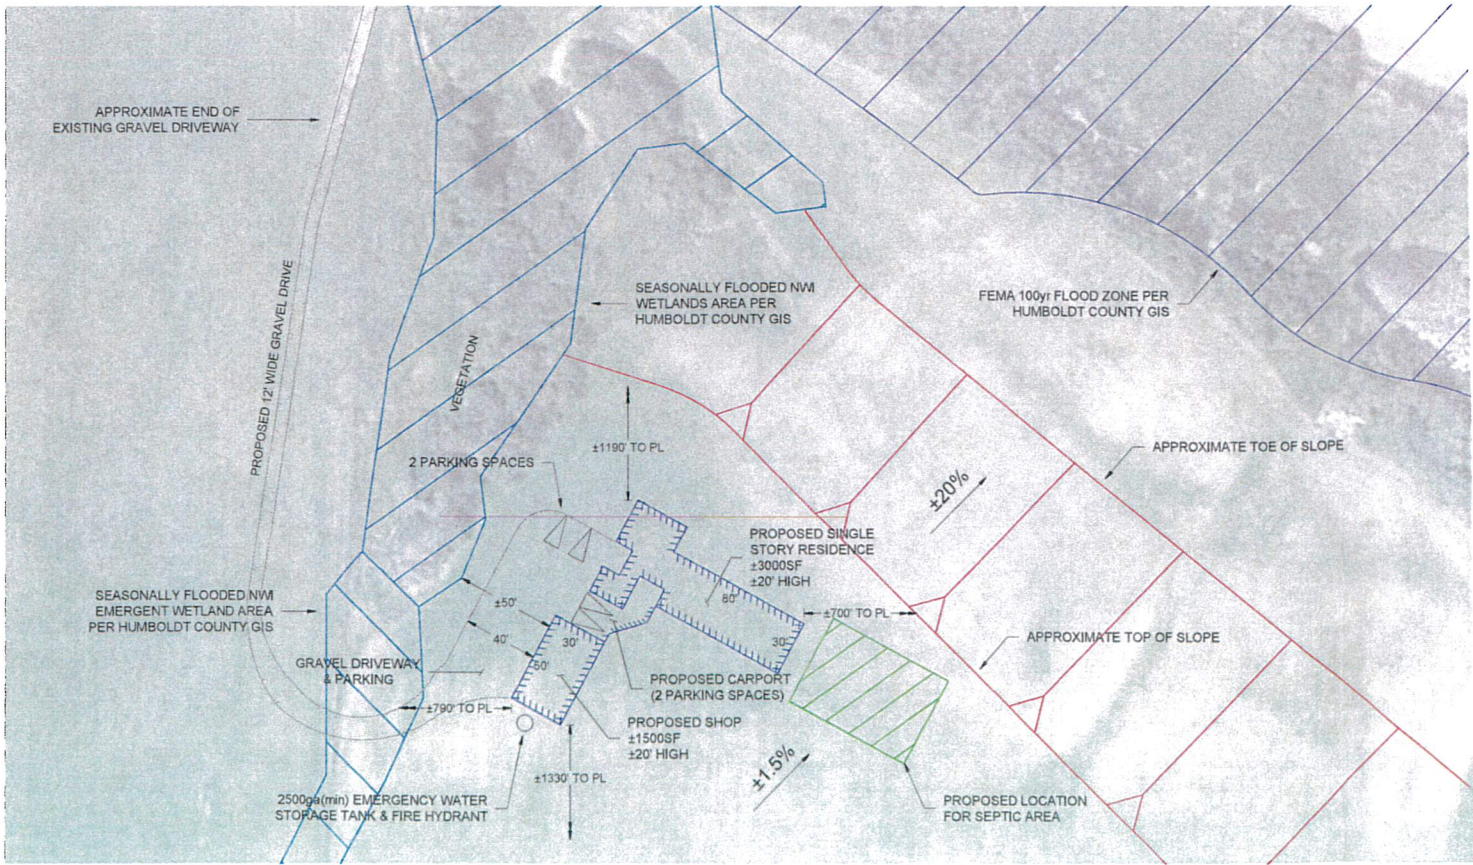 APPROXIMATE END OF
EXISTING GRAVEL DRIVEWAY
PROPOSED 12' WIDE GRAVEL DRIVE
VEGETATION
SEASONALLY FLOODED NWI
WETLANDS AREA PER
HUMBOLDT COUNTY GIS
FEMA 100yr FLOOD ZONE PER
HUMBOLDT COUNTY GIS
±1190' TO PL
2 PARKING SPACES
APPROXIMATE TOE OF SLOPE
±20%
PROPOSED SINGLE
STORY RESIDENCE
±3000SF
±20' HIGH
80'
30'
±700' TO PL
SEASONALLY FLOODED NWI
EMERGENT WETLAND AREA
PER HUMBOLDT COUNTY GIS
±50'
40'
30'
50'
APPROXIMATE TOP OF SLOPE
GRAVEL DRIVEWAY
& PARKING
PROPOSED CARPORT
(2 PARKING SPACES)
±790' TO PL
PROPOSED SHOP
±1500SF
±20' HIGH
±1.5%
±1330' TO PL
2500ga(min) EMERGENCY WATER
STORAGE TANK & FIRE HYDRANT
PROPOSED LOCATION
FOR SEPTIC AREA